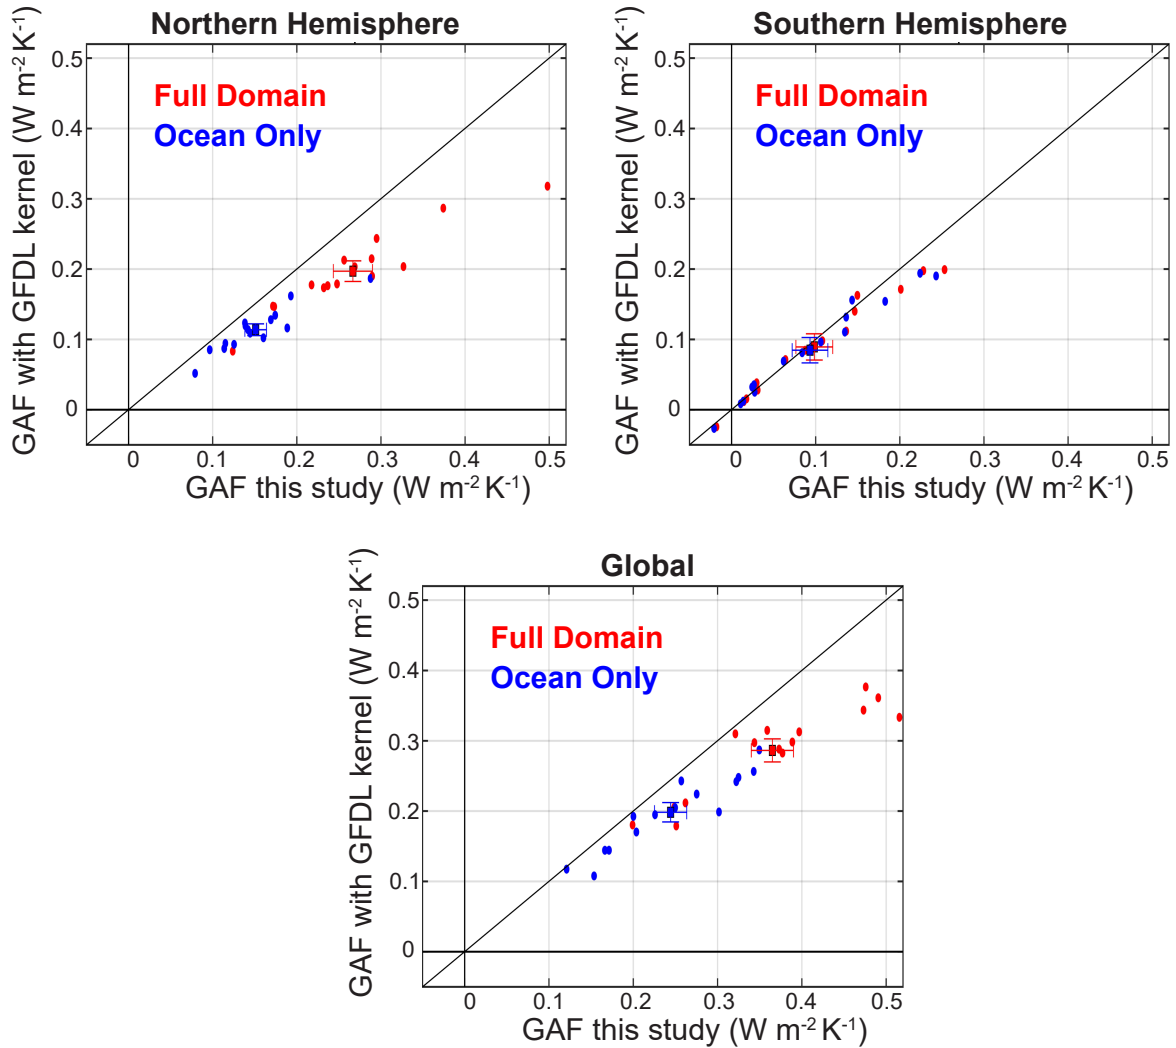 Northern Hemisphere
GAF with GFDL kernel (W m-2 K-1)
0.5
0.4
0.3
0.2
0.1
0
Full Domain
Ocean Only
0 0.1 0.2 0.3 0.4 0.5
GAF this study (W m-2 K-1)
Southern Hemisphere
GAF with GFDL kernel (W m-2 K-1)
0.5
0.4
0.3
0.2
0.1
0
Full Domain
Ocean Only
0 0.1 0.2 0.3 0.4 0.5
GAF this study (W m-2 K-1)
Global
GAF with GFDL kernel (W m-2 K-1)
0.5
0.4
0.3
0.2
0.1
0
Full Domain
Ocean Only
0 0.1 0.2 0.3 0.4 0.5
GAF this study (W m-2 K-1)